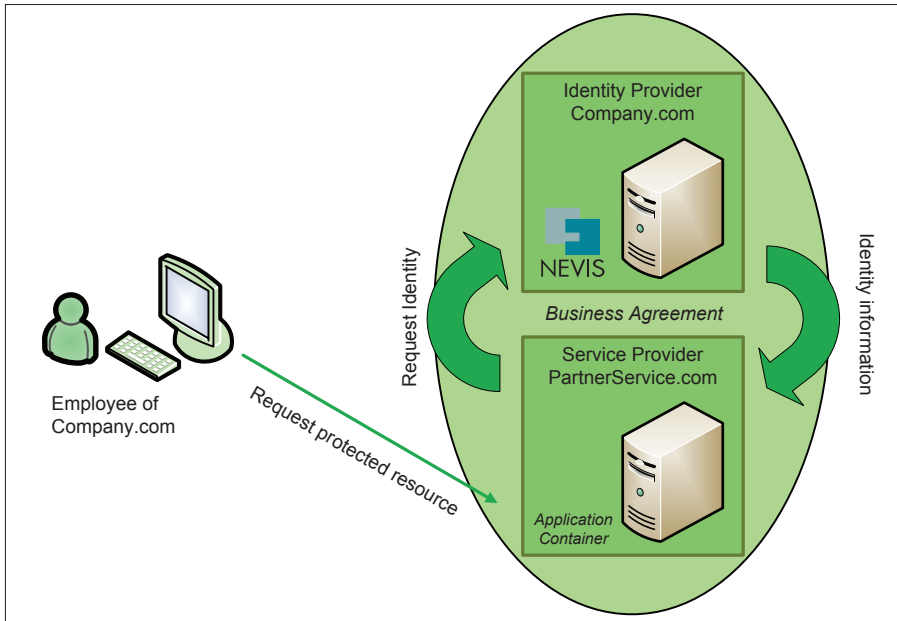 Identity Provider
Company.com
NEVIS
Request Identity
Identity information
Business Agreement
Service Provider
PartnerService.com
Employee of
Company.com
Request protected resource
Application
Container